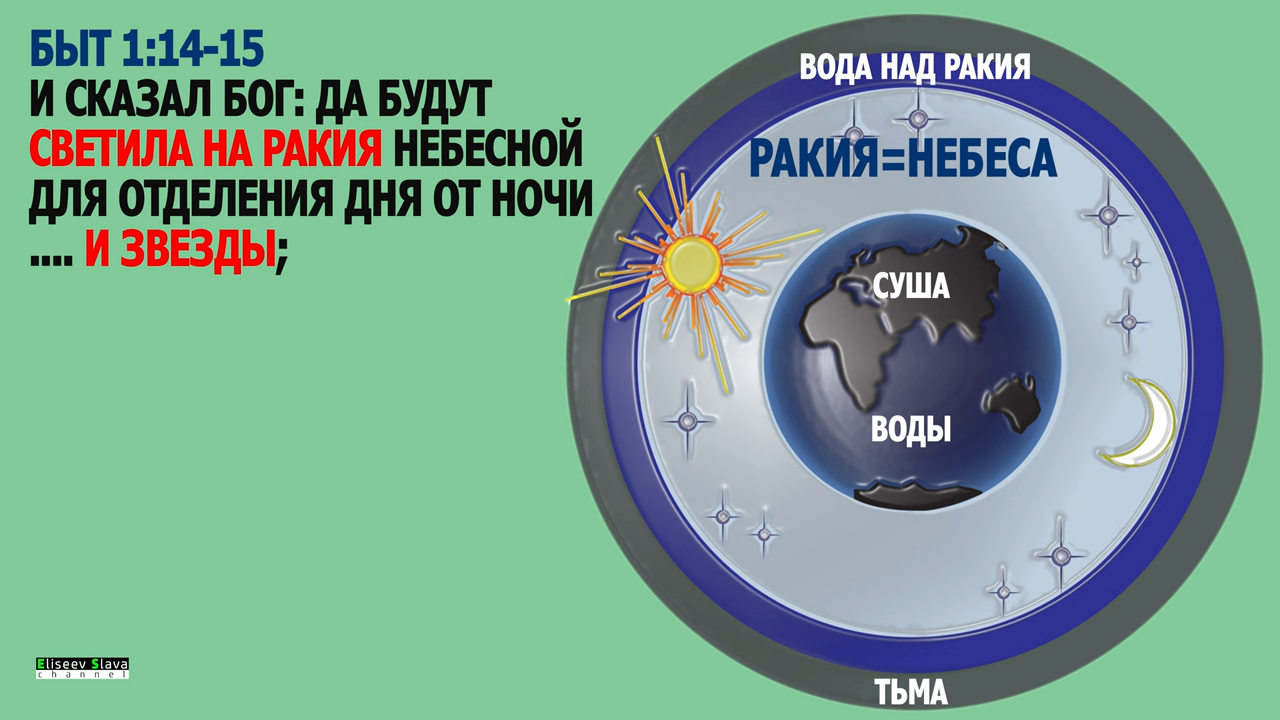 БЫТ 1:14-15
И СКАЗАЛ БОГ: ДА БУДУТ
СВЕТИЛА НА РАКИЯ НЕБЕСНОЙ
ДЛЯ ОТДЕЛЕНИЯ ДНЯ ОТ НОЧИ
.... И ЗВЕЗДЫ;
ВОДА НАД РАКИЯ
РАКИЯ=НЕБЕСА
СУША
ВОДЫ
ТЬМА
Eliseev Slava
channel